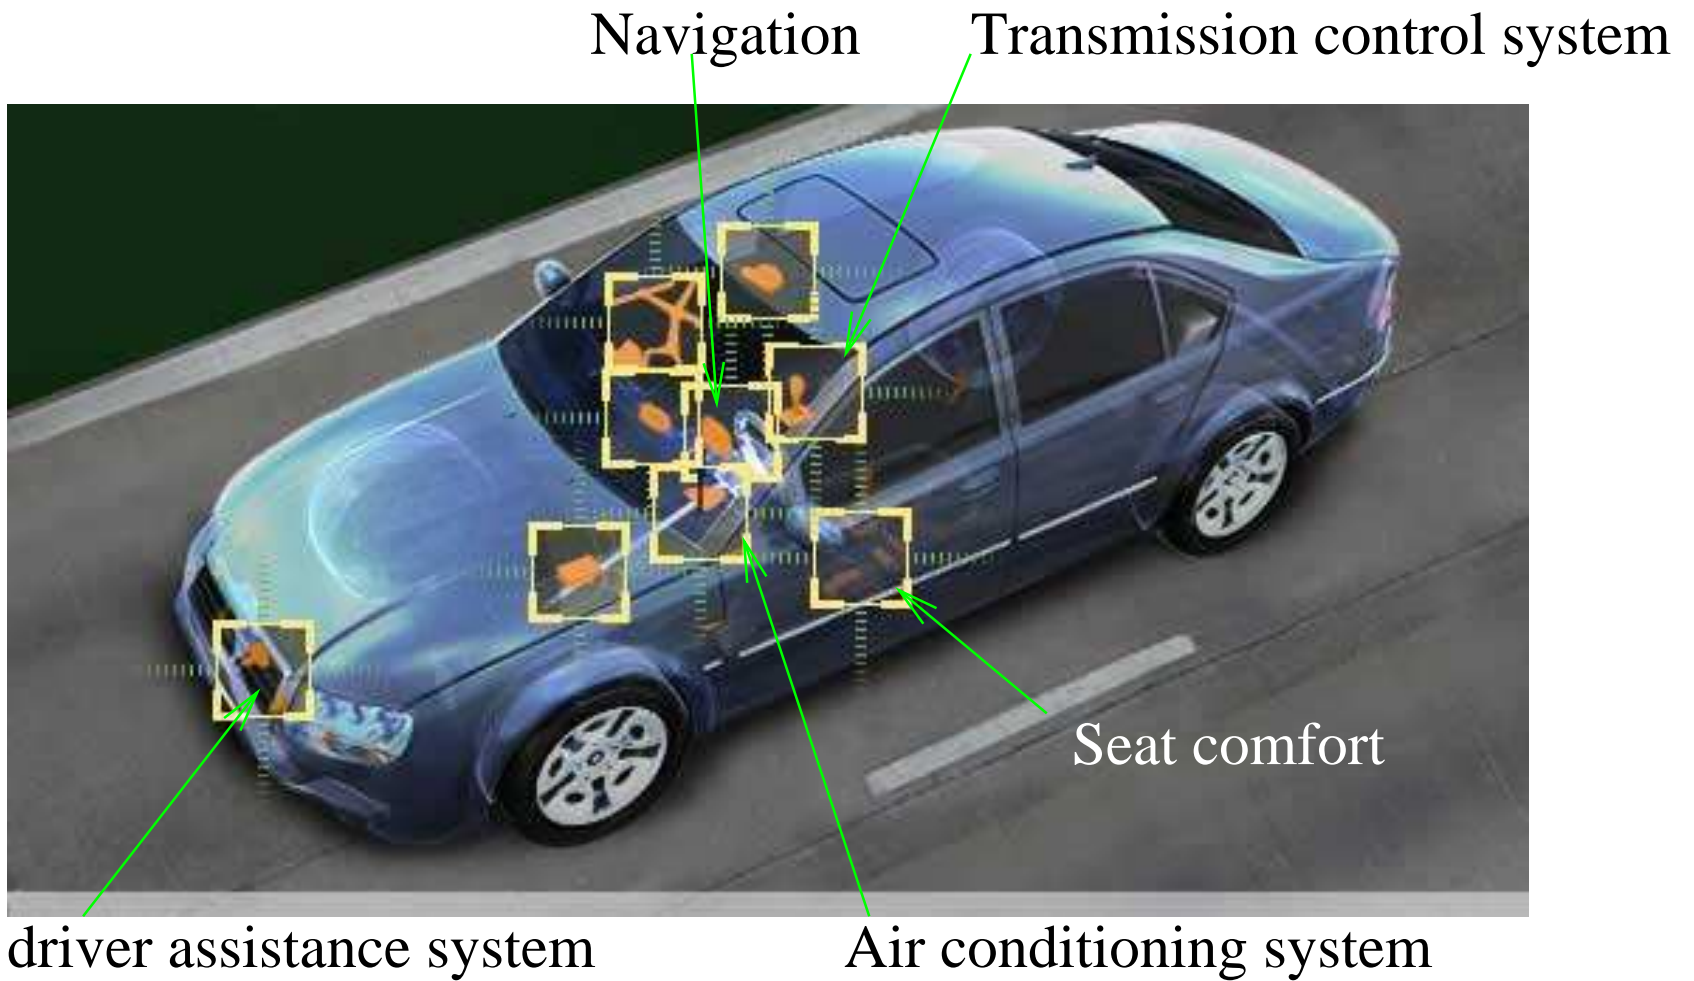 Navigation
Transmission control system
Seat comfort
driver assistance system
Air conditioning system